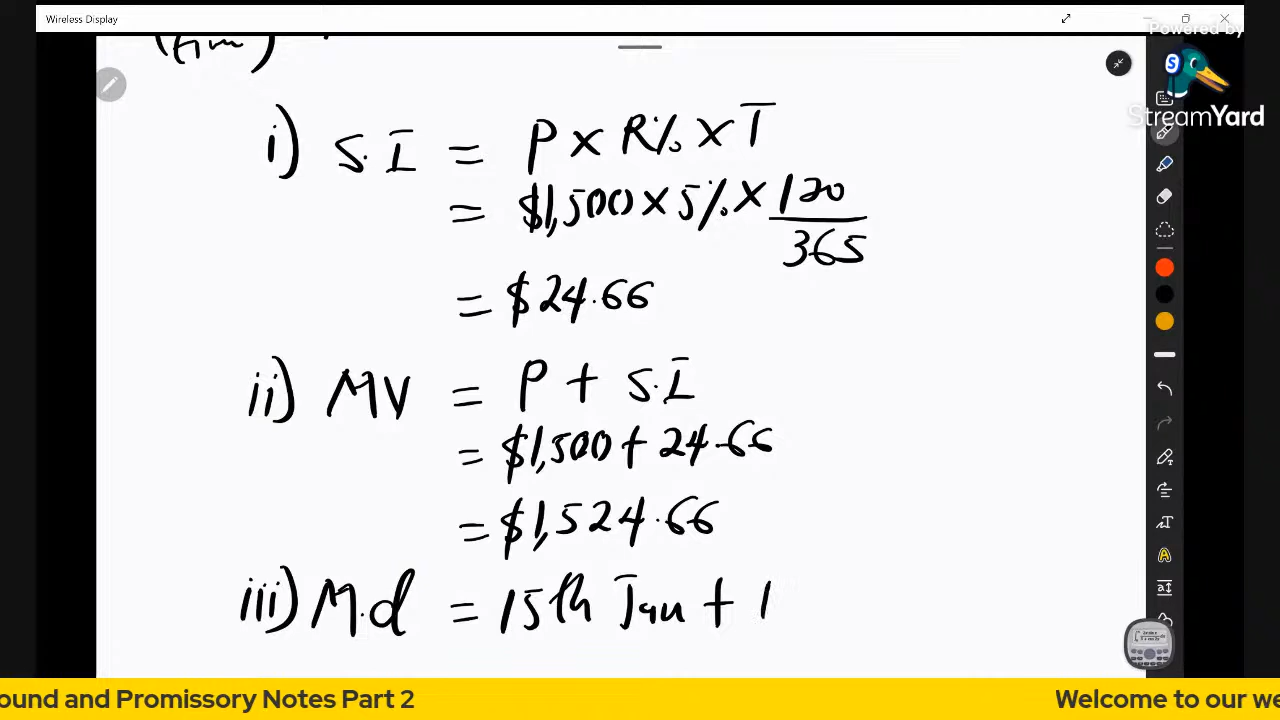 Wireless Display
Powered by
StreamYard
(time)
i) S.I = P x R% x T
= $1,500 x 5% x 120
365
= $24.66
ii) MV = P + S.I
= $1,500 + 24.66
= $1,524.66
iii) M.d = 15th Jan + 1
ound and Promissory Notes Part 2
Welcome to our we